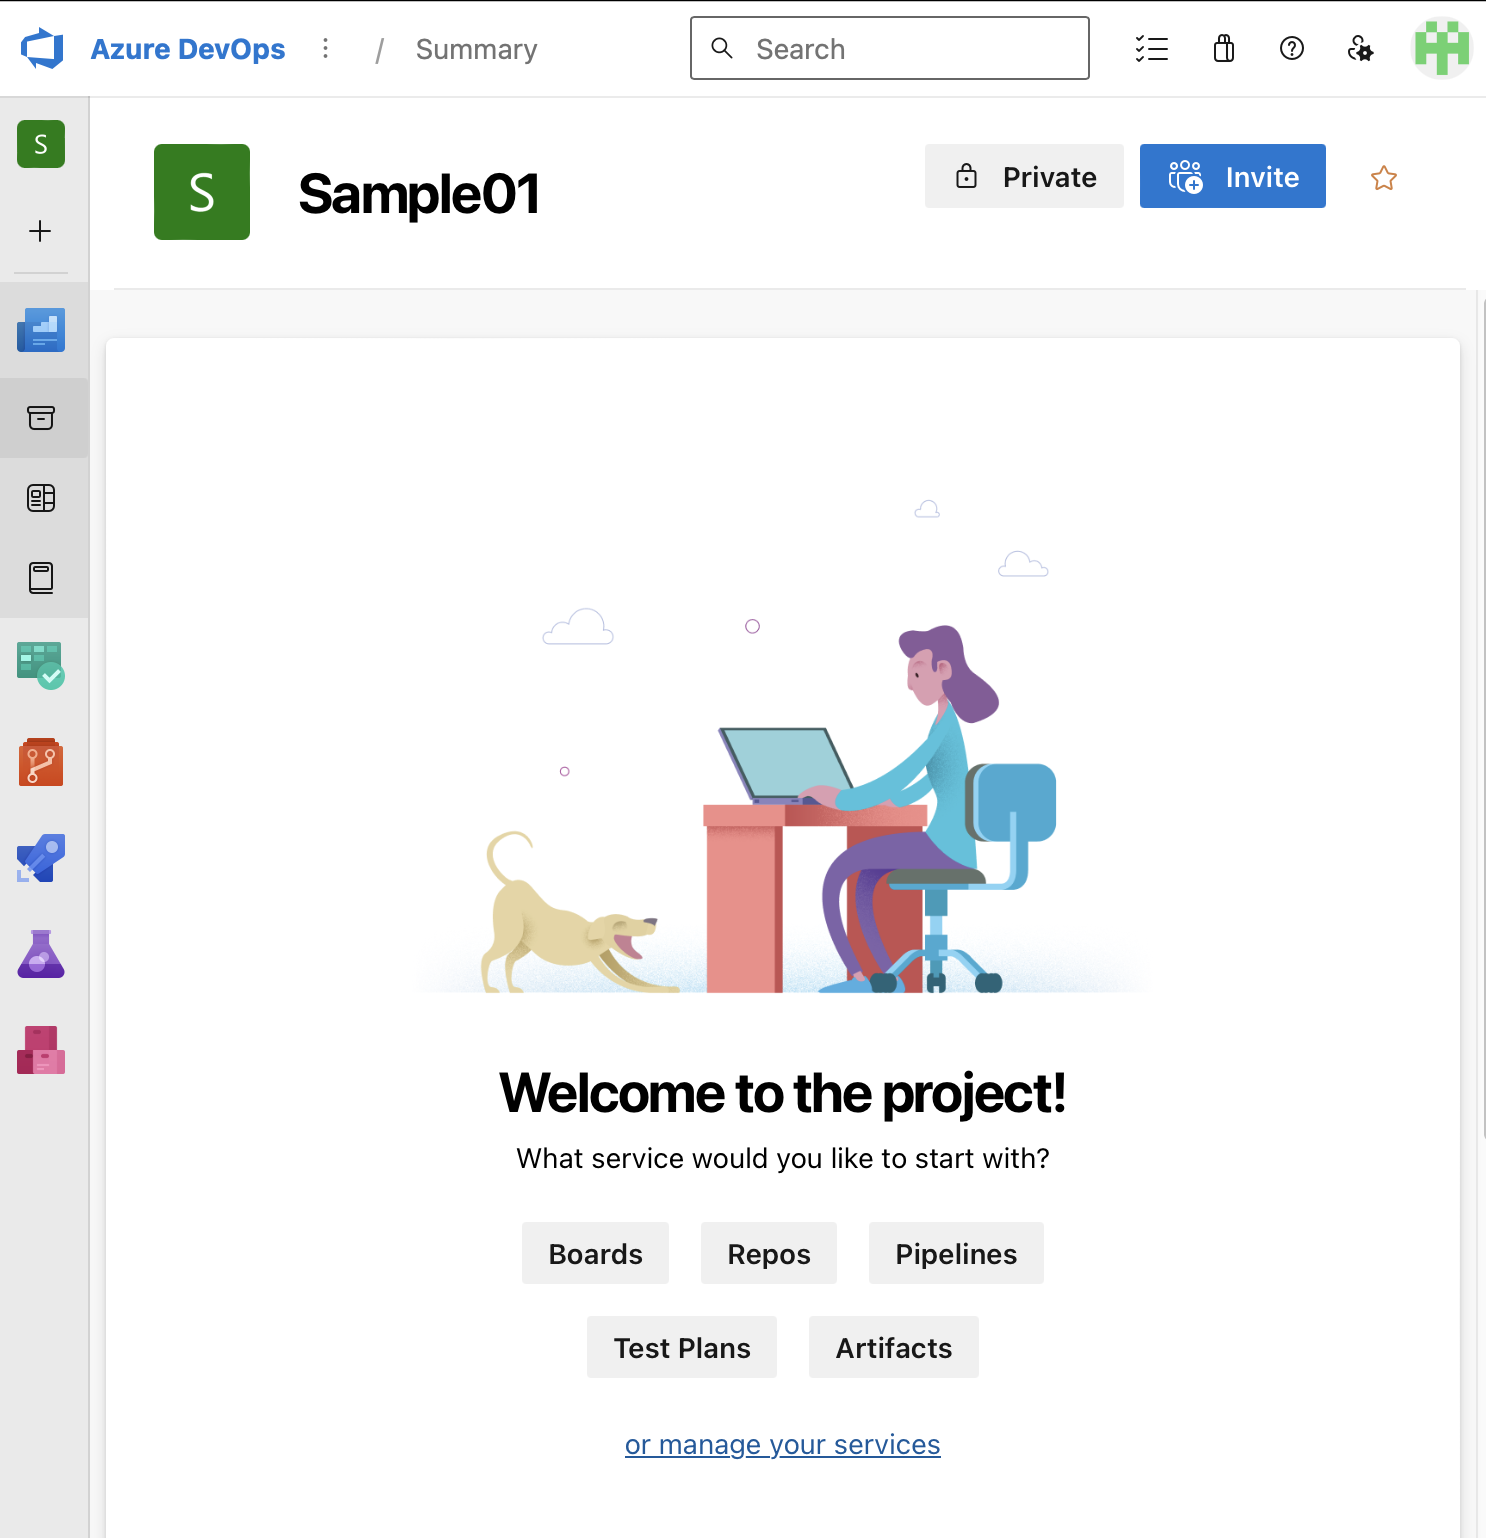 Azure DevOps / Summary
Search
S
S
Sample01
Private
Invite
Welcome to the project!
What service would you like to start with?
Boards
Repos
Pipelines
Test Plans
Artifacts
or manage your services